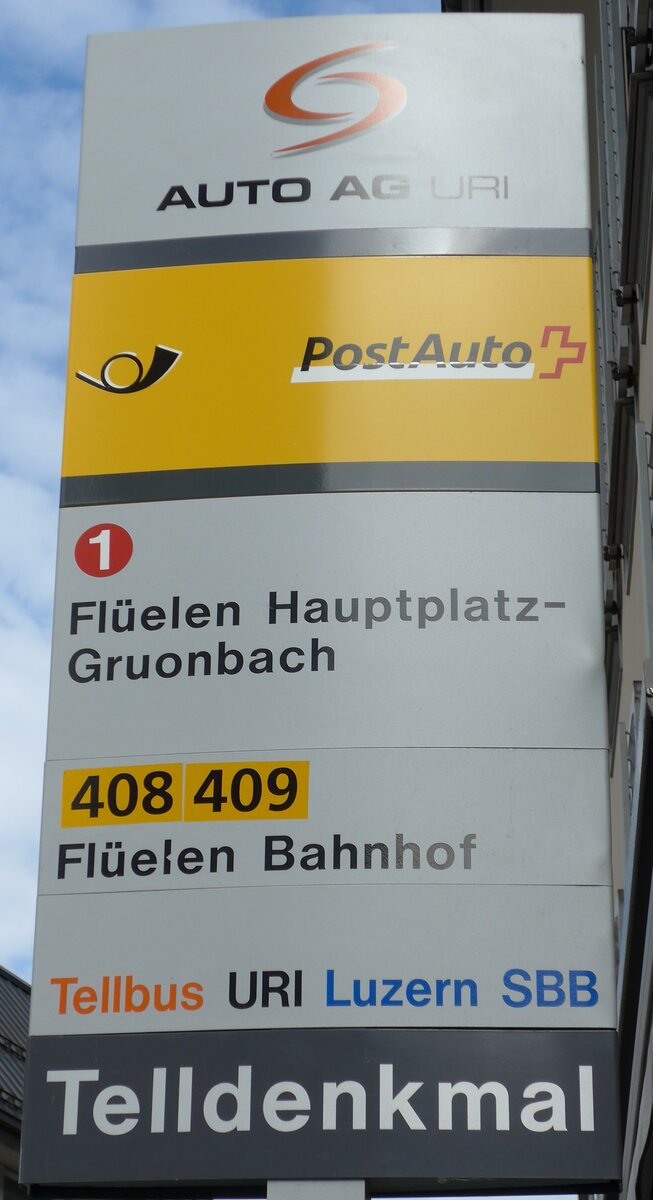 AUTO AG URI
PostAuto
1
Flüelen Hauptplatz-
Gruonbach
408 409
Flüelen Bahnhof
Tellbus URI Luzern SBB
Telldenkmal